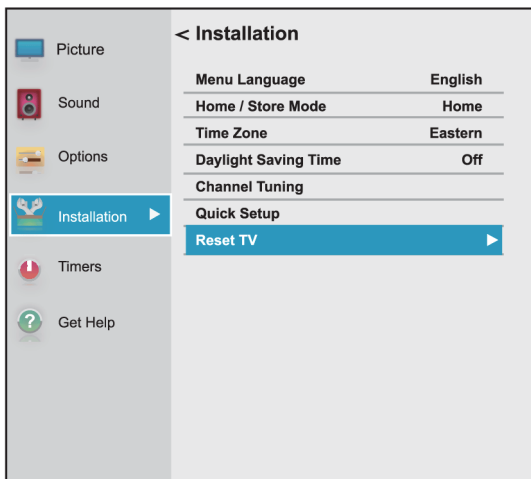 Picture
Sound
Options
Installation
Timers
Get Help
< Installation
Menu Language English
Home / Store Mode Home
Time Zone Eastern
Daylight Saving Time Off
Channel Tuning
Quick Setup
Reset TV